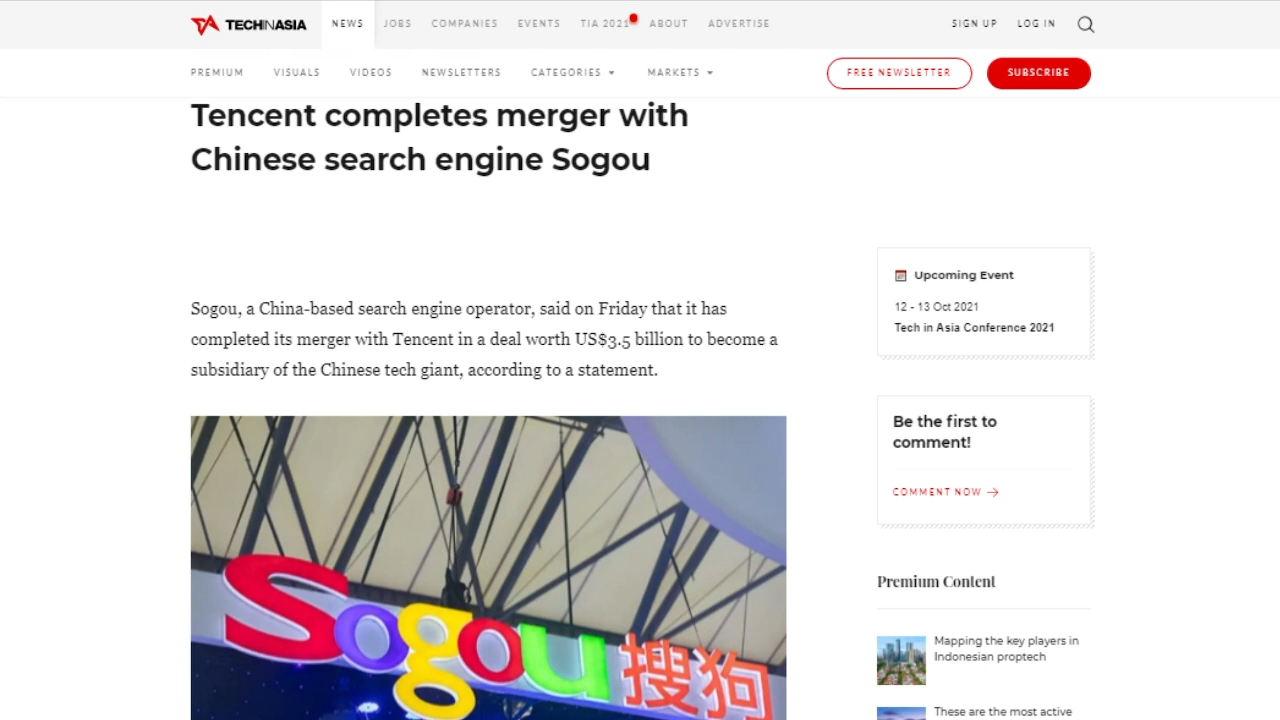 TECHINASIA
NEWS
JOBS
COMPANIES
EVENTS
TIA 2021
ABOUT
ADVERTISE
SIGN UP
LOG IN
PREMIUM
VISUALS
VIDEOS
NEWSLETTERS
CATEGORIES
MARKETS
FREE NEWSLETTER
SUBSCRIBE
Tencent completes merger with
Chinese search engine Sogou
Sogou, a China-based search engine operator, said on Friday that it has
completed its merger with Tencent in a deal worth US$3.5 billion to become a
subsidiary of the Chinese tech giant, according to a statement.
Sogou搜狗
Upcoming Event
12 - 13 Oct 2021
Tech in Asia Conference 2021
Be the first to
comment!
COMMENT NOW
Premium Content
Mapping the key players in
Indonesian proptech
These are the most active